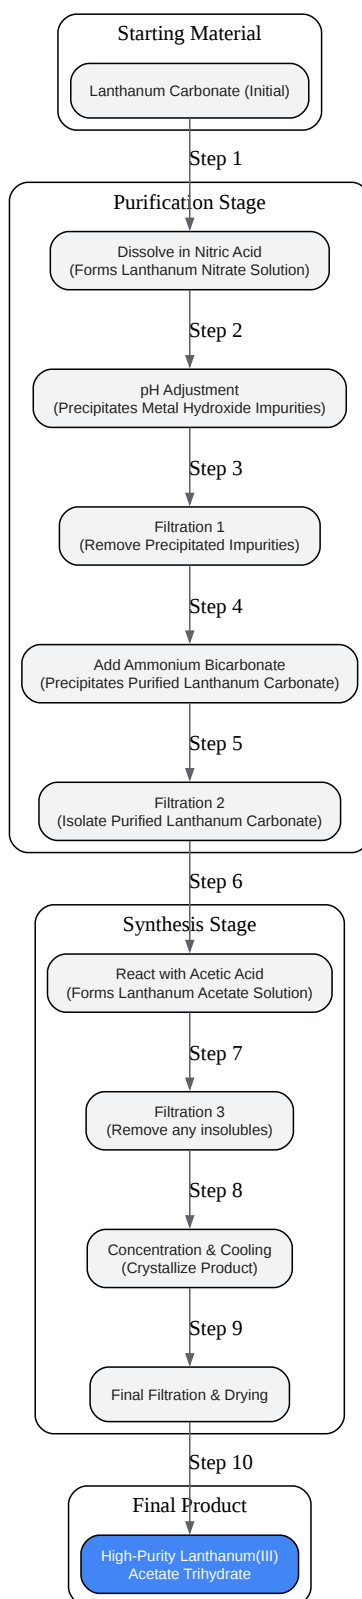 Starting Material
Lanthanum Carbonate (Initial)
Step 1
Purification Stage
Dissolve in Nitric Acid
(Forms Lanthanum Nitrate Solution)
Step 2
pH Adjustment
(Precipitates Metal Hydroxide Impurities)
Step 3
Filtration 1
(Remove Precipitated Impurities)
Step 4
Add Ammonium Bicarbonate
(Precipitates Purified Lanthanum Carbonate)
Step 5
Filtration 2
(Isolate Purified Lanthanum Carbonate)
Step 6
Synthesis Stage
React with Acetic Acid
(Forms Lanthanum Acetate Solution)
Step 7
Filtration 3
(Remove any insolubles)
Step 8
Concentration & Cooling
(Crystallize Product)
Step 9
Final Filtration & Drying
Step 10
Final Product
High-Purity Lanthanum(III)
Acetate Trihydrate